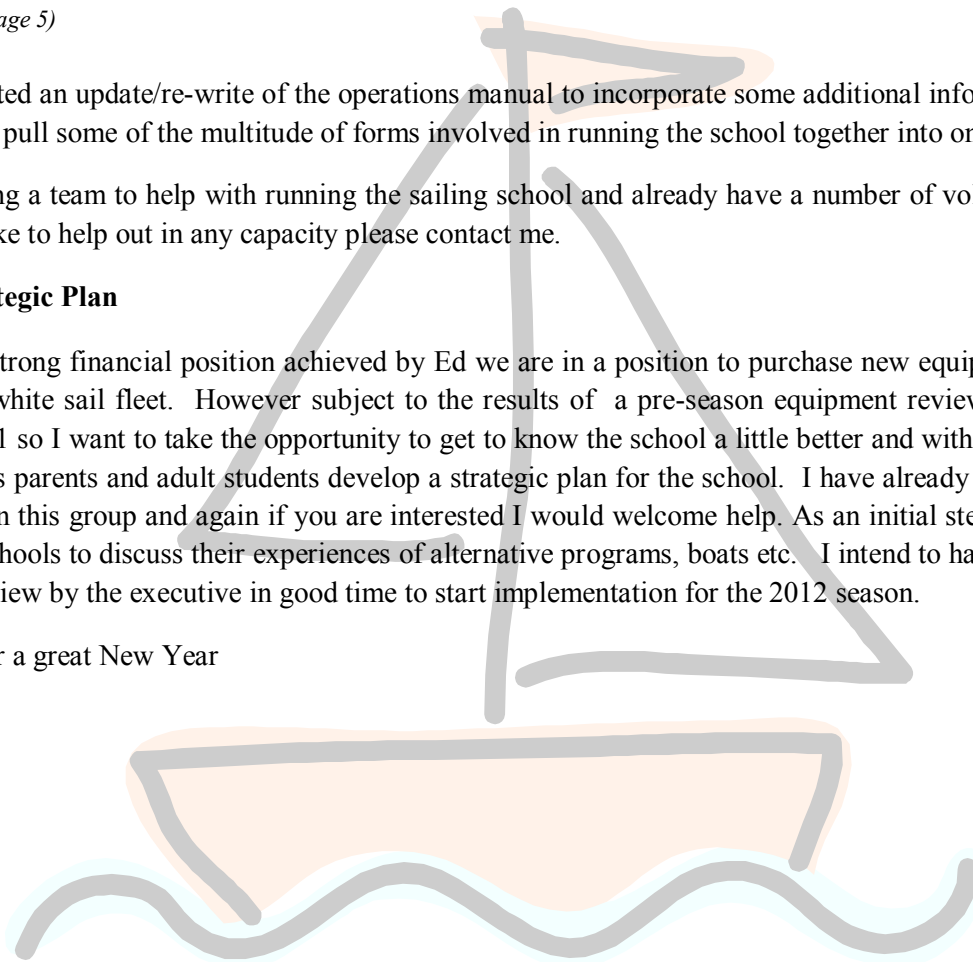 age 5)
ted an update/re-write of the operations manual to incorporate some additional info
pull some of the multitude of forms involved in running the school together into or
ng a team to help with running the sailing school and already have a number of vol
ke to help out in any capacity please contact me.
tegic Plan
trong financial position achieved by Ed we are in a position to purchase new equip
white sail fleet. However subject to the results of a pre-season equipment review
1 so I want to take the opportunity to get to know the school a little better and with
s parents and adult students develop a strategic plan for the school. I have already
n this group and again if you are interested I would welcome help. As an initial ste
chools to discuss their experiences of alternative programs, boats etc. I intend to ha
view by the executive in good time to start implementation for the 2012 season.
r a great New Year